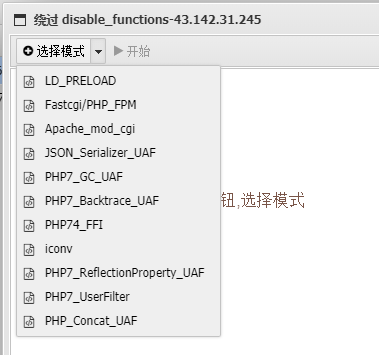 绕过 disable_functions-43.142.31.245
选择模式 开始
LD_PRELOAD
Fastcgi/PHP_FPM
Apache_mod_cgi
JSON_Serializer_UAF
PHP7_GC_UAF
PHP7_Backtrace_UAF
钮,选择模式
PHP74_FFI
iconv
PHP7_ReflectionProperty_UAF
PHP7_UserFilter
PHP_Concat_UAF